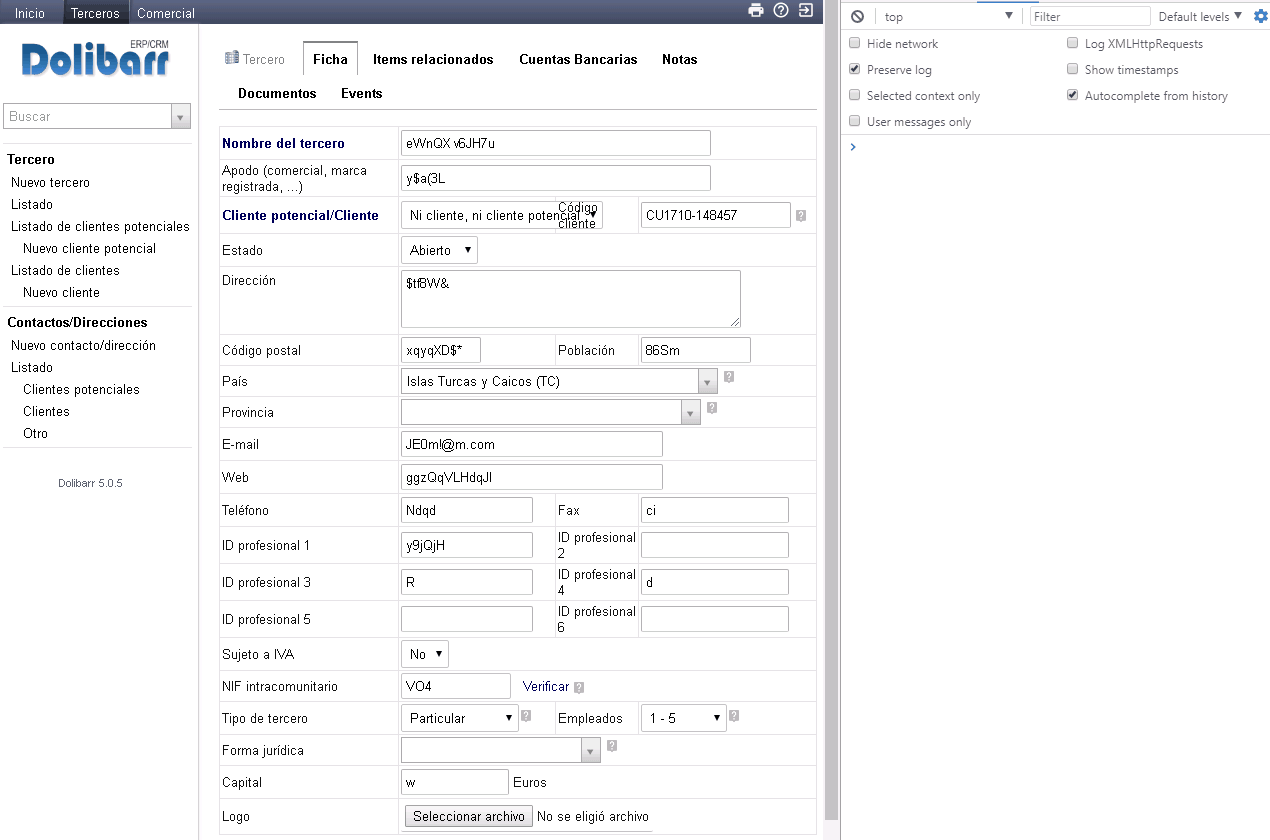 Inicio Terceros Comercial
top Filter Default levels
Hide network Log XMLHttpRequests
Preserve log Show timestamps
Selected context only Autocomplete from history
User messages only
Dolibarr ERP/CRM
Buscar
Tercero
Nuevo tercero
Listado
Listado de clientes potenciales
Nuevo cliente potencial
Listado de clientes
Nuevo cliente
Contactos/Direcciones
Nuevo contacto/dirección
Listado
Clientes potenciales
Clientes
Otro
Dolibarr 5.0.5
Tercero Ficha Items relacionados Cuentas Bancarias Notas
Documentos Events
Nombre del tercero eWnQX v6JH7u
Apodo (comercial, marca
registrada, ...) y$a(3L
Cliente potencial/Cliente Ni cliente, ni cliente potencial Código
cliente CU1710-148457
Estado Abierto
Dirección $tf8W&
Código postal xqyqXD$* Población 86Sm
País Islas Turcas y Caicos (TC)
Provincia
E-mail JE0m!@m.com
Web ggzQqVLHdqJl
Teléfono Ndqd Fax ci
ID profesional 1 y9jQjH ID profesional
2
ID profesional 3 R ID profesional
4 d
ID profesional 5 ID profesional
6
Sujeto a IVA No
NIF intracomunitario VO4 Verificar
Tipo de tercero Particular Empleados 1 - 5
Forma jurídica
Capital w Euros
Logo Seleccionar archivo No se eligió archivo